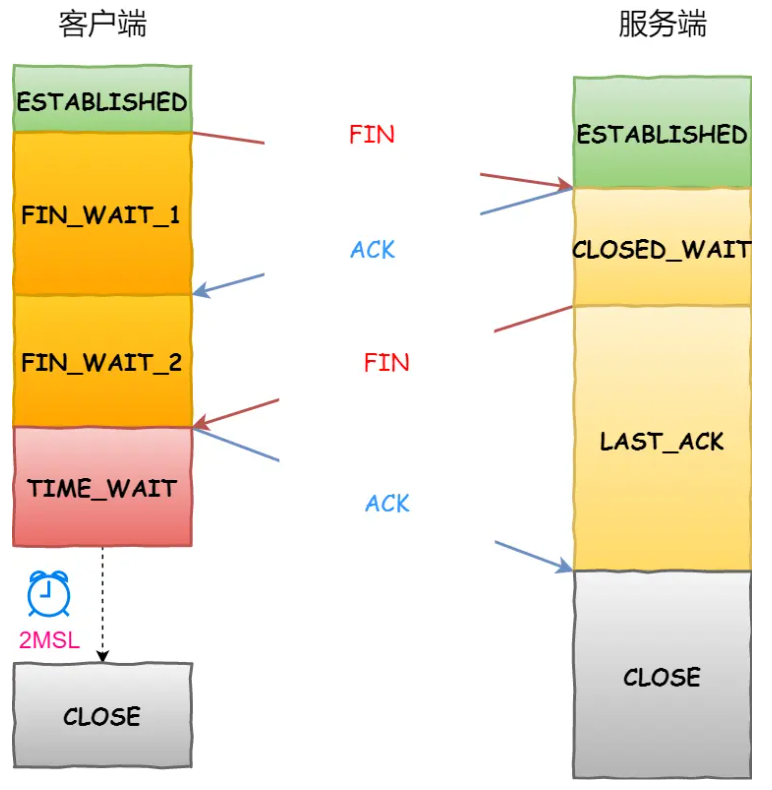 客户端
服务端
ESTABLISHED
ESTABLISHED
FIN
FIN_WAIT_1
ACK
CLOSED_WAIT
FIN_WAIT_2
FIN
LAST_ACK
TIME_WAIT
ACK
2MSL
CLOSE
CLOSE